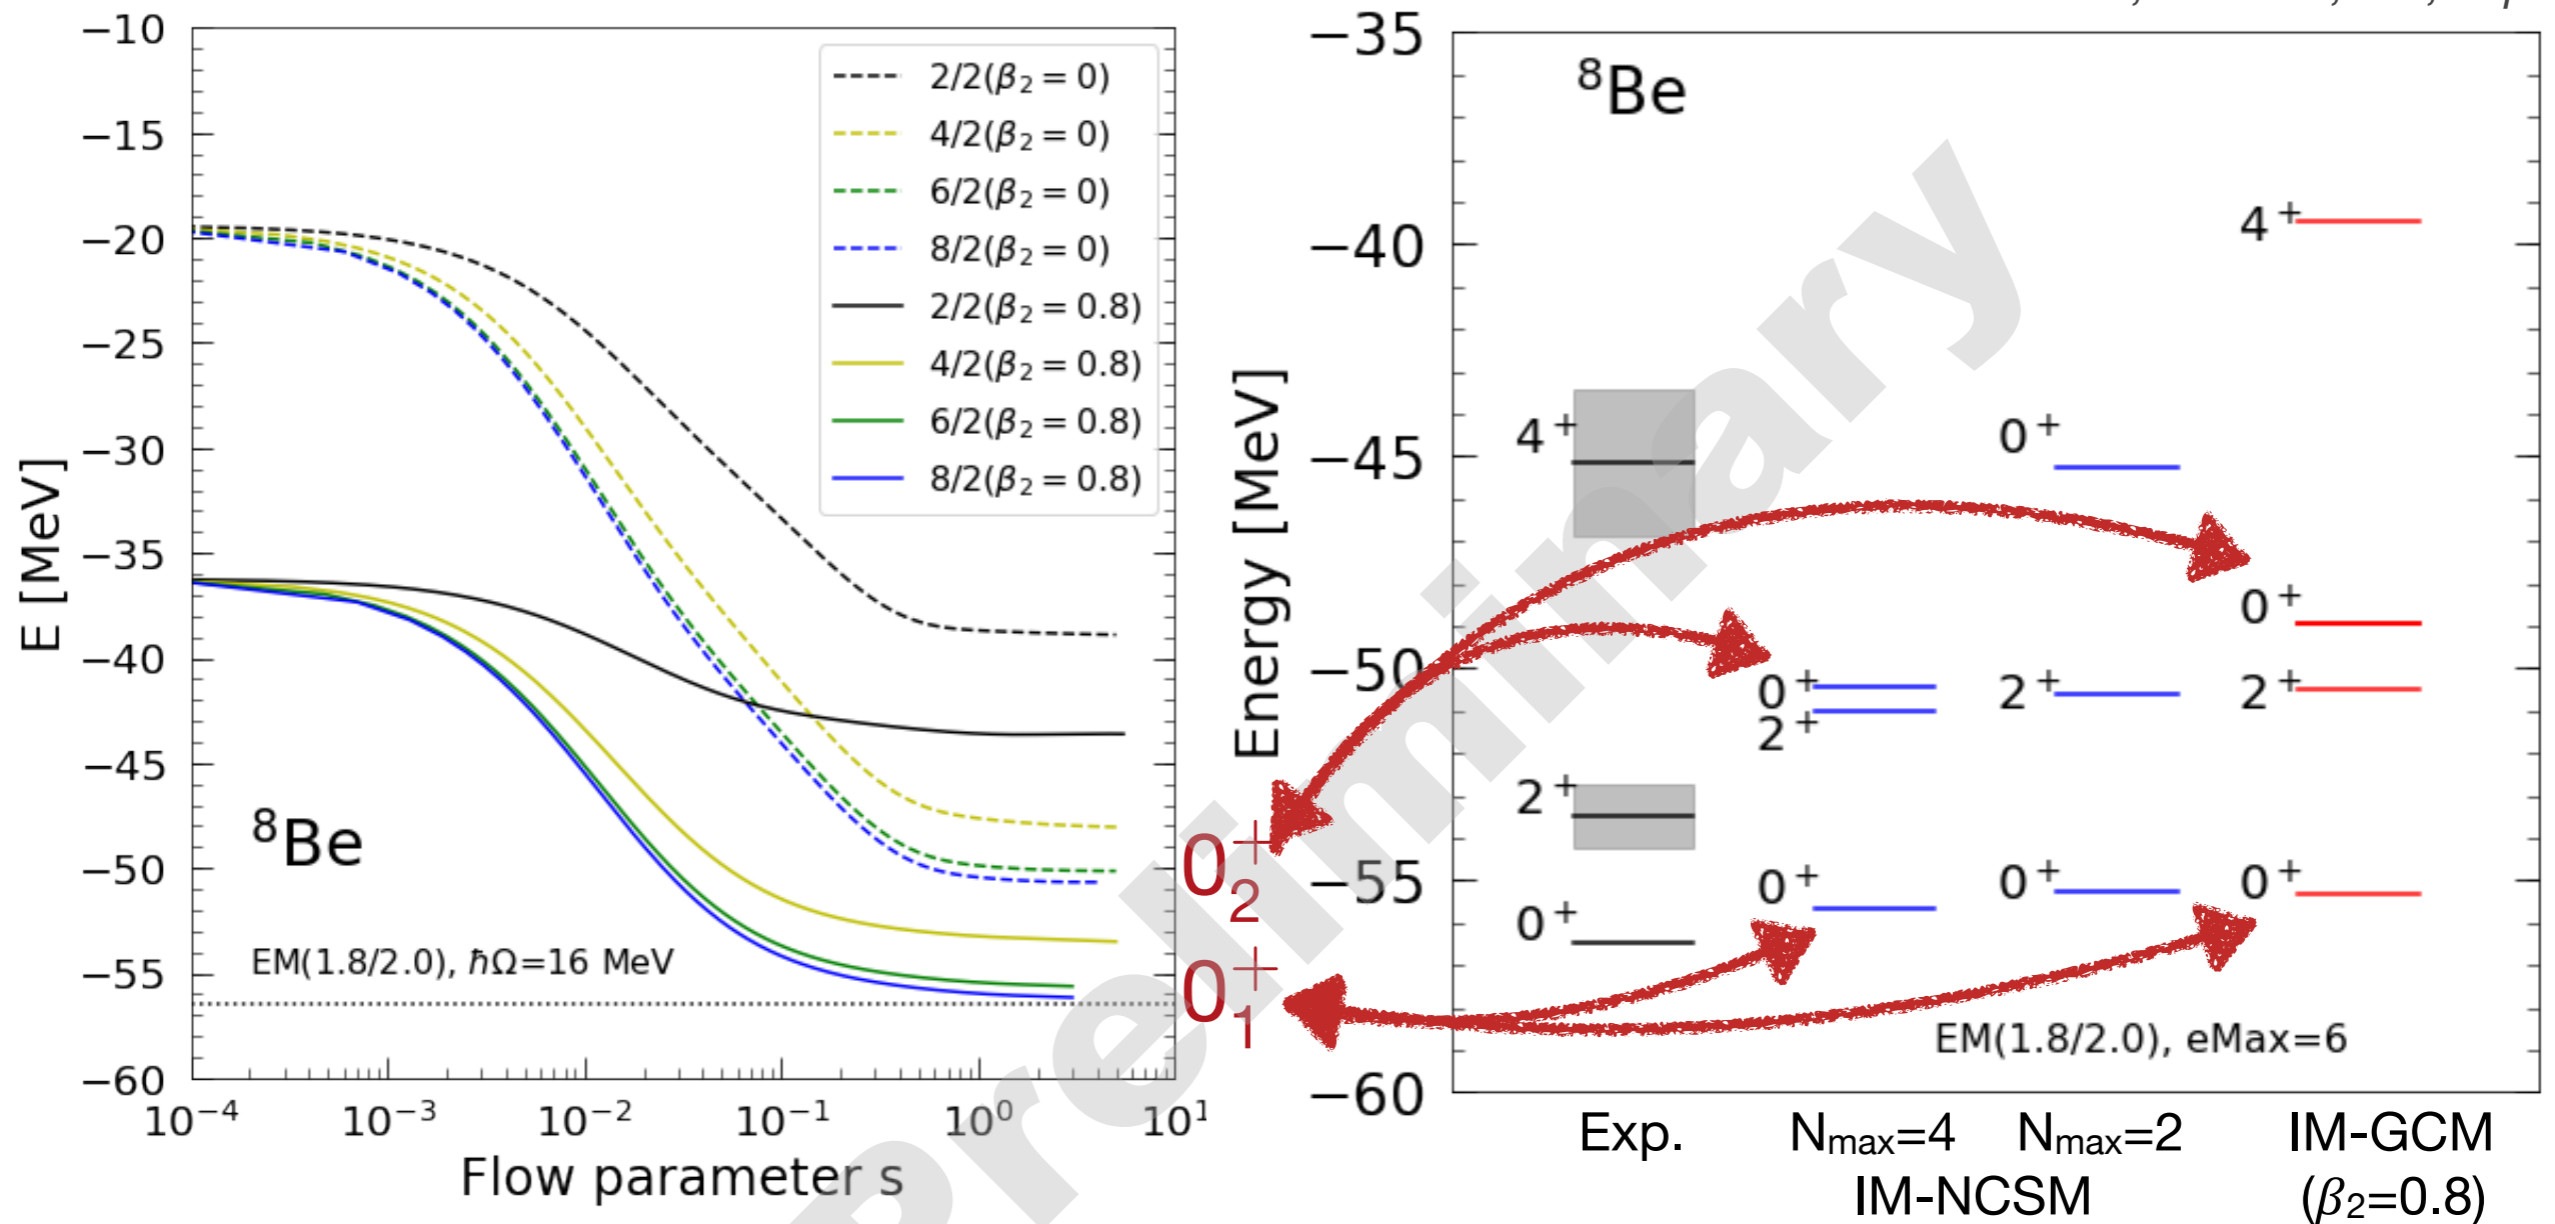 −10
−15
−20
−25
−30
−35
−40
−45
−50
−55
−60
E [MeV]
10⁻⁴
10⁻³
10⁻²
10⁻¹
10⁰
10¹
Flow parameter s
2/2(β₂ = 0)
4/2(β₂ = 0)
6/2(β₂ = 0)
8/2(β₂ = 0)
2/2(β₂ = 0.8)
4/2(β₂ = 0.8)
6/2(β₂ = 0.8)
8/2(β₂ = 0.8)
⁸Be
EM(1.8/2.0), ℏΩ=16 MeV
0₂⁺
0₁⁺
−35
−40
−45
−50
−55
−60
Energy [MeV]
⁸Be
4⁺
2⁺
0⁺
0⁺
2⁺
0⁺
0⁺
2⁺
0⁺
4⁺
0⁺
2⁺
0⁺
EM(1.8/2.0), eMax=6
Exp.
Nmax=4
Nmax=2
IM-GCM
IM-NCSM
(β₂=0.8)
Preliminary